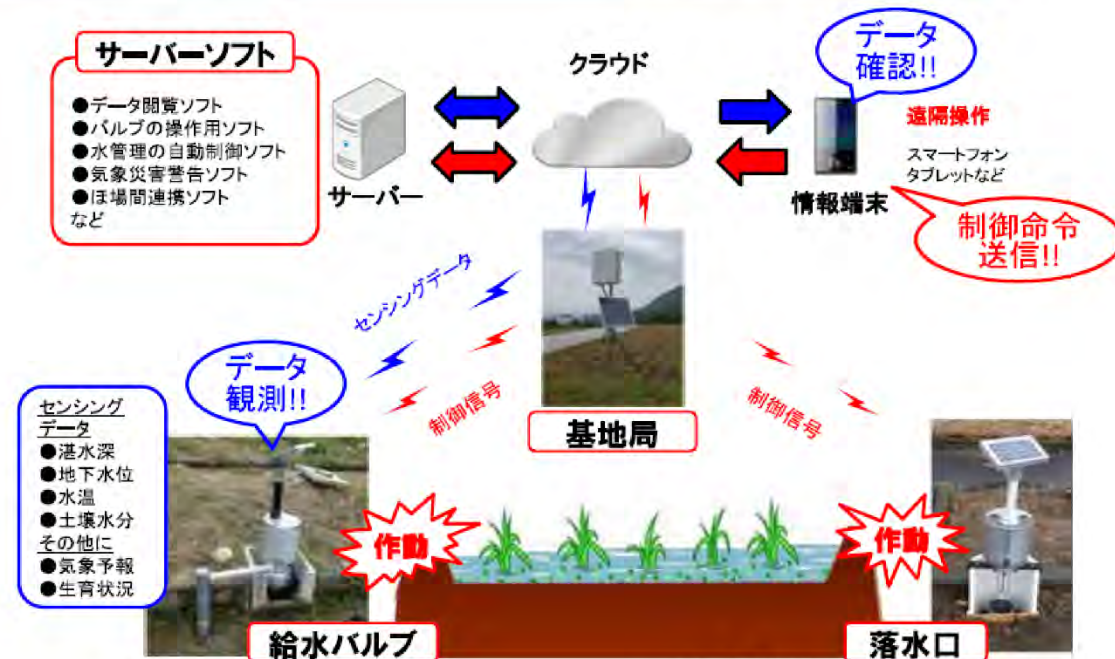 サーバーソフト
●データ閲覧ソフト
●バルブの操作用ソフト
●水管理の自動制御ソフト
●気象災害警告ソフト
●ほ場間連携ソフト
など
サーバー
クラウド
データ
確認!!
遠隔操作
スマートフォン
タブレットなど
情報端末
制御命令
送信!!
センシングデータ
制御信号
制御信号
基地局
データ
観測!!
センシング
データ
●湛水深
●地下水位
●水温
●土壌水分
その他に
●気象予報
●生育状況
作動
作動
給水バルブ
落水口